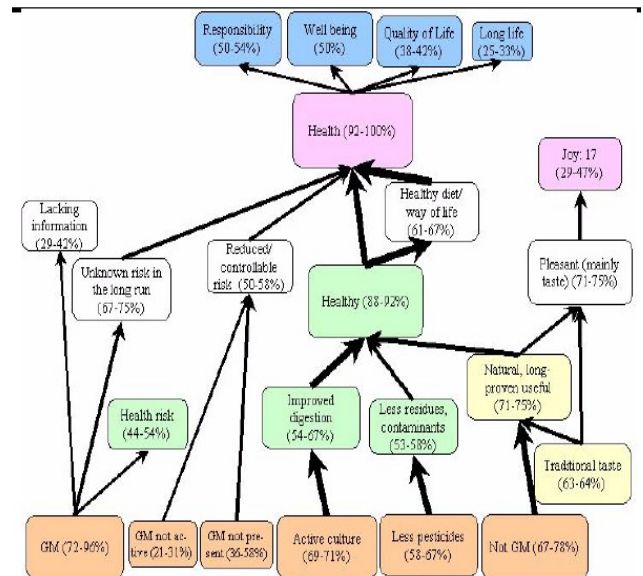 Responsibility
(50-54%)
Well being
(50%)
Quality of Life
(38-42%)
Long life
(25-33%)
Health (92-100%)
Joy: 17
(29-47%)
Lacking
information
(29-42%)
Healthy diet/
way of life
(61-67%)
Unknown risk in
the long run
(67-75%)
Reduced/
controllable
risk (50-58%)
Pleasant (mainly
taste) (71-75%)
Healthy (88-92%)
Health risk
(44-54%)
Improved
digestion
(54-67%)
Less residues,
contaminants
(53-58%)
Natural, long-
proven useful
(71-75%)
Traditional taste
(63-64%)
GM (72-96%)
GM not ac-
tive (21-31%)
GM not pre-
sent (36-58%)
Active culture
(69-71%)
Less pesticides
(58-67%)
Not GM (67-78%)